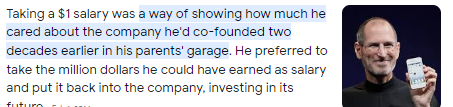 Taking a $1 salary was a way of showing how much he
cared about the company he'd co-founded two
decades earlier in his parents' garage. He preferred to
take the million dollars he could have earned as salary
and put it back into the company, investing in its
future.